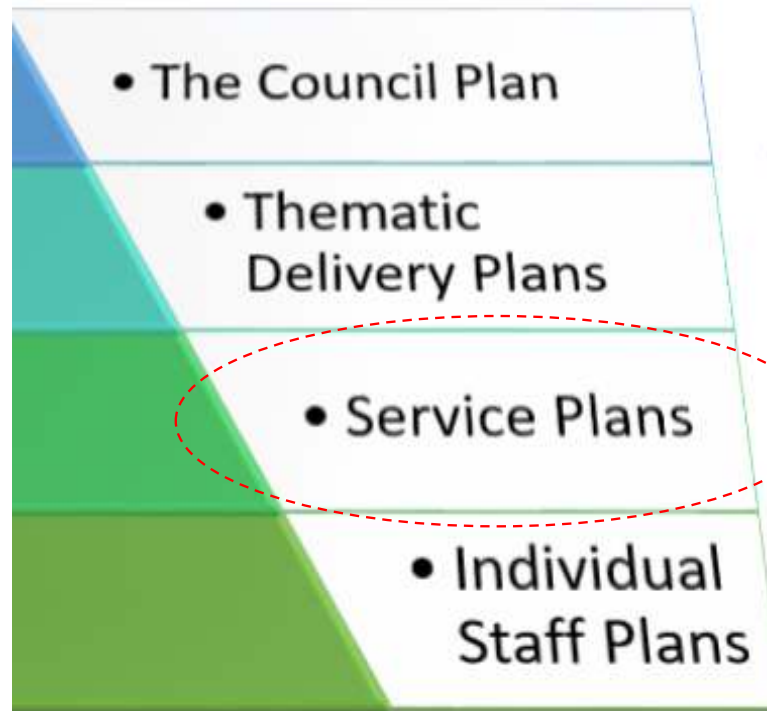 • The Council Plan
• Thematic
Delivery Plans
• Service Plans
• Individual
Staff Plans